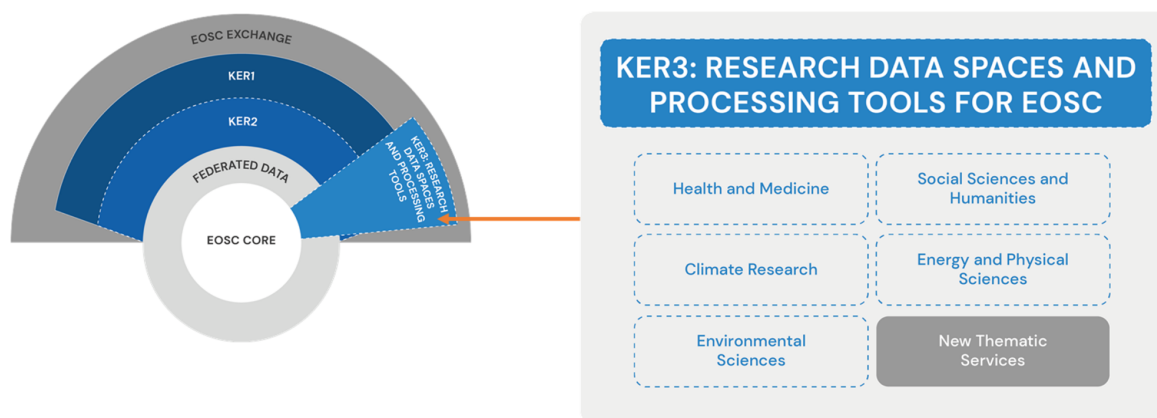 EOSC EXCHANGE
KER1
KER2
FEDERATED DATA
EOSC CORE
KER3: RESEARCH
DATA SPACES
AND PROCESSING
TOOLS
KER3: RESEARCH DATA SPACES AND
PROCESSING TOOLS FOR EOSC
Health and Medicine
Social Sciences and
Humanities
Climate Research
Energy and Physical
Sciences
Environmental
Sciences
New Thematic
Services